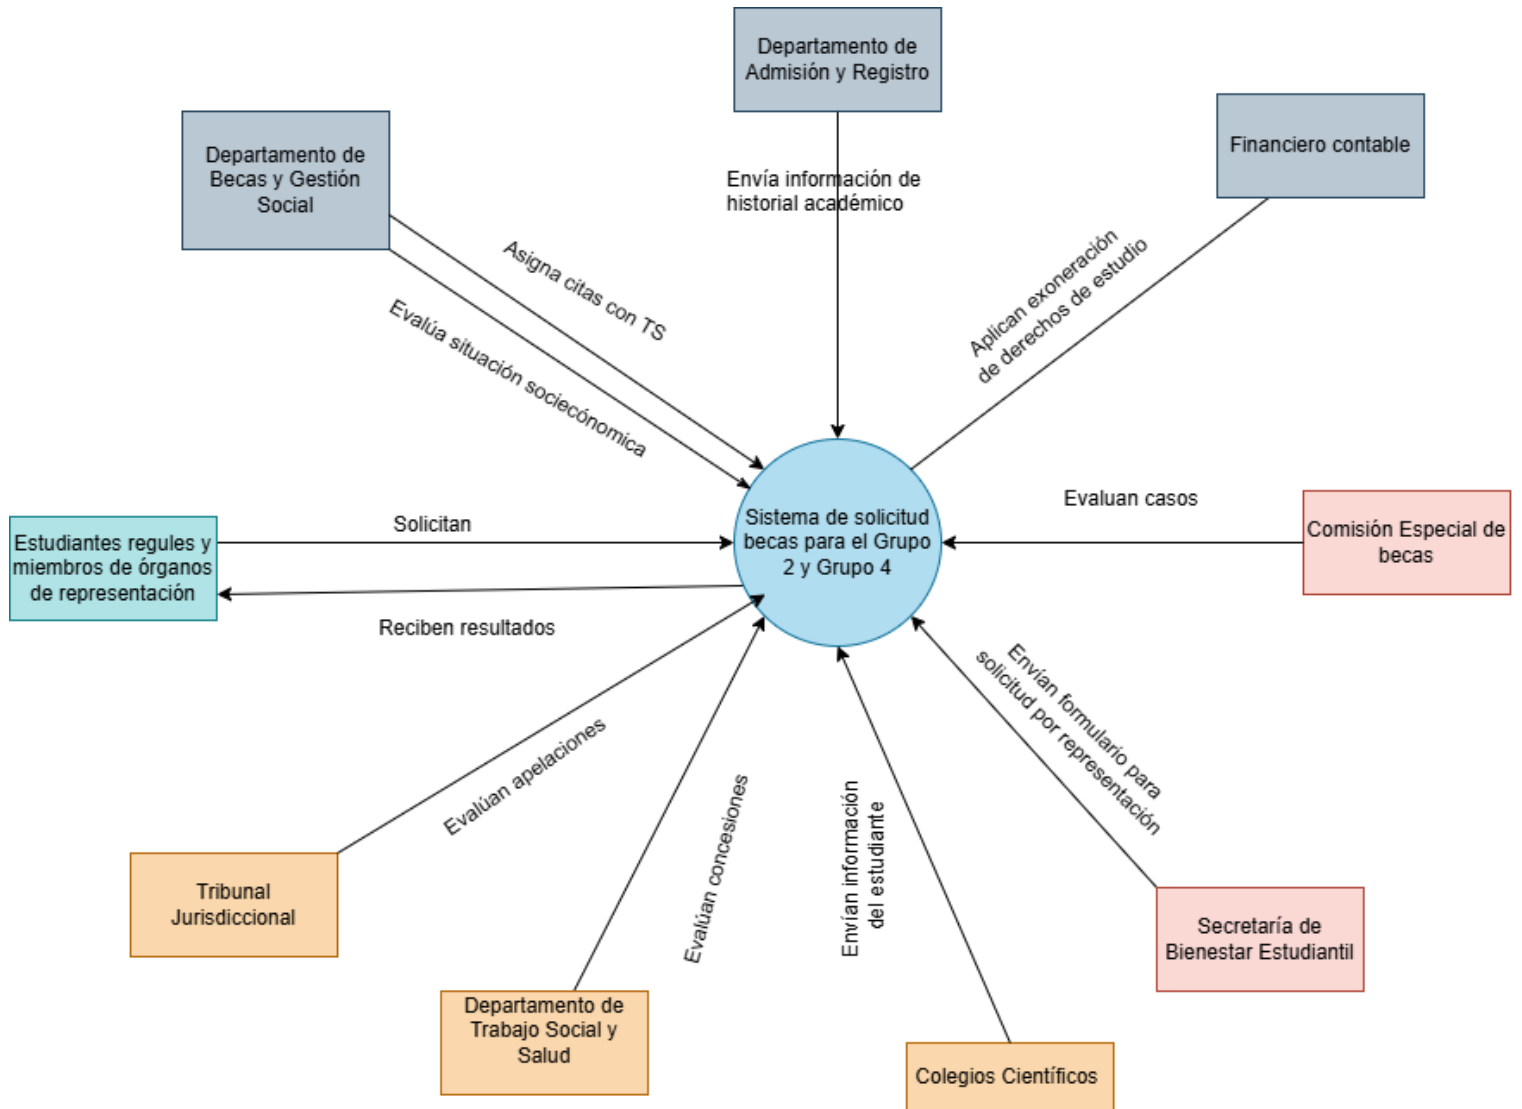 Departamento de
Admisión y Registro
Financiero contable
Departamento de
Becas y Gestión
Social
Envía información de
historial académico
Asigna citas con TS
Evalúa situación sociecónomica
Aplican exoneración
de derechos de estudio
Evaluan casos
Comisión Especial de
becas
Solicitan
Sistema de solicitud
becas para el Grupo
2 y Grupo 4
Estudiantes regules y
miembros de órganos
de representación
Reciben resultados
Envían formulario para
solicitud por representación
Evalúan apelaciones
Evalúan concesiones
Envían información
del estudiante
Tribunal
Jurisdiccional
Secretaría de
Bienestar Estudiantil
Departamento de
Trabajo Social y
Salud
Colegios Científicos